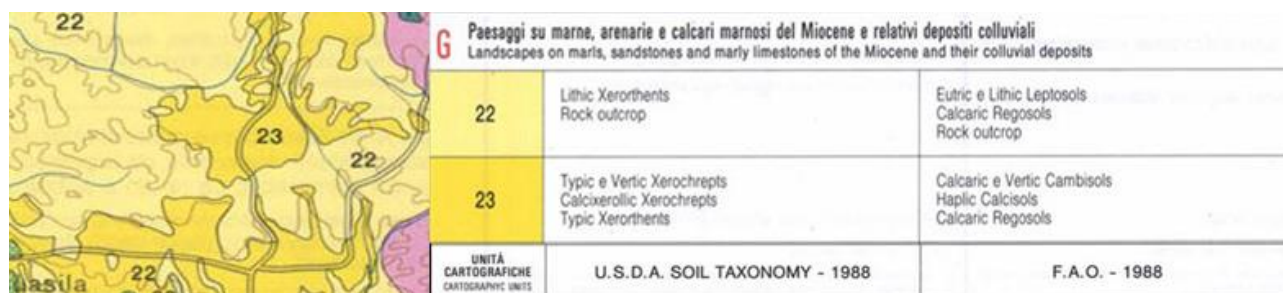 22
23
22
22
uasila
G
Paesaggi su marne, arenarie e calcari marnosi del Miocene e relativi depositi colluviali
Landscapes on marls, sandstones and marly limestones of the Miocene and their colluvial deposits
22
Lithic Xerorthents
Rock outcrop
Eutric e Lithic Leptosols
Calcaric Regosols
Rock outcrop
23
Typic e Vertic Xerochrepts
Calcixerollic Xerochrepts
Typic Xerorthents
Calcaric e Vertic Cambisols
Haplic Calcisols
Calcaric Regosols
UNITÀ
CARTOGRAFICHE
CARTOGRAPHYC UNITS
U.S.D.A. SOIL TAXONOMY - 1988
F.A.O. - 1988